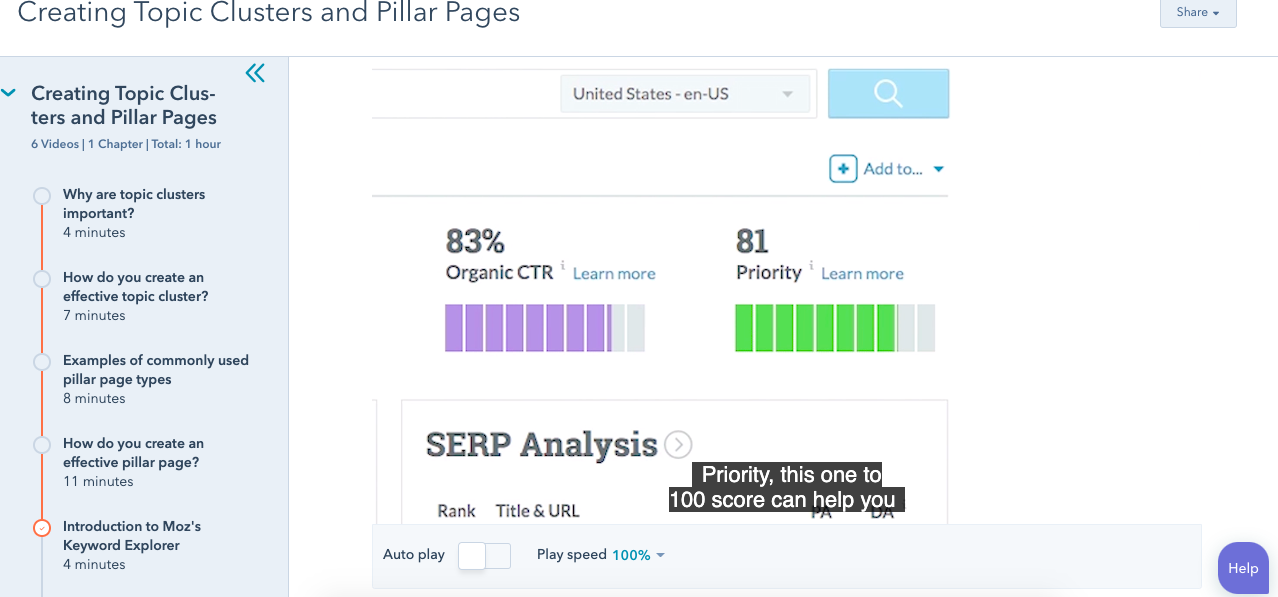 Creating Topic Clusters and Pillar Pages
Share
Creating Topic Clus-
ters and Pillar Pages
6 Videos | 1 Chapter | Total: 1 hour
Why are topic clusters
important?
4 minutes
How do you create an
effective topic cluster?
7 minutes
Examples of commonly used
pillar page types
8 minutes
How do you create an
effective pillar page?
11 minutes
Introduction to Moz's
Keyword Explorer
4 minutes
United States - en-US
Add to...
83%
Organic CTR i Learn more
81
Priority i Learn more
SERP Analysis
Priority, this one to
100 score can help you
Rank Title & URL PA DA
Auto play
Play speed 100%
Help